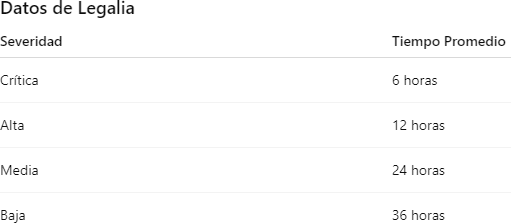 Datos de Legalia
Severidad Tiempo Promedio
Crítica 6 horas
Alta 12 horas
Media 24 horas
Baja 36 horas